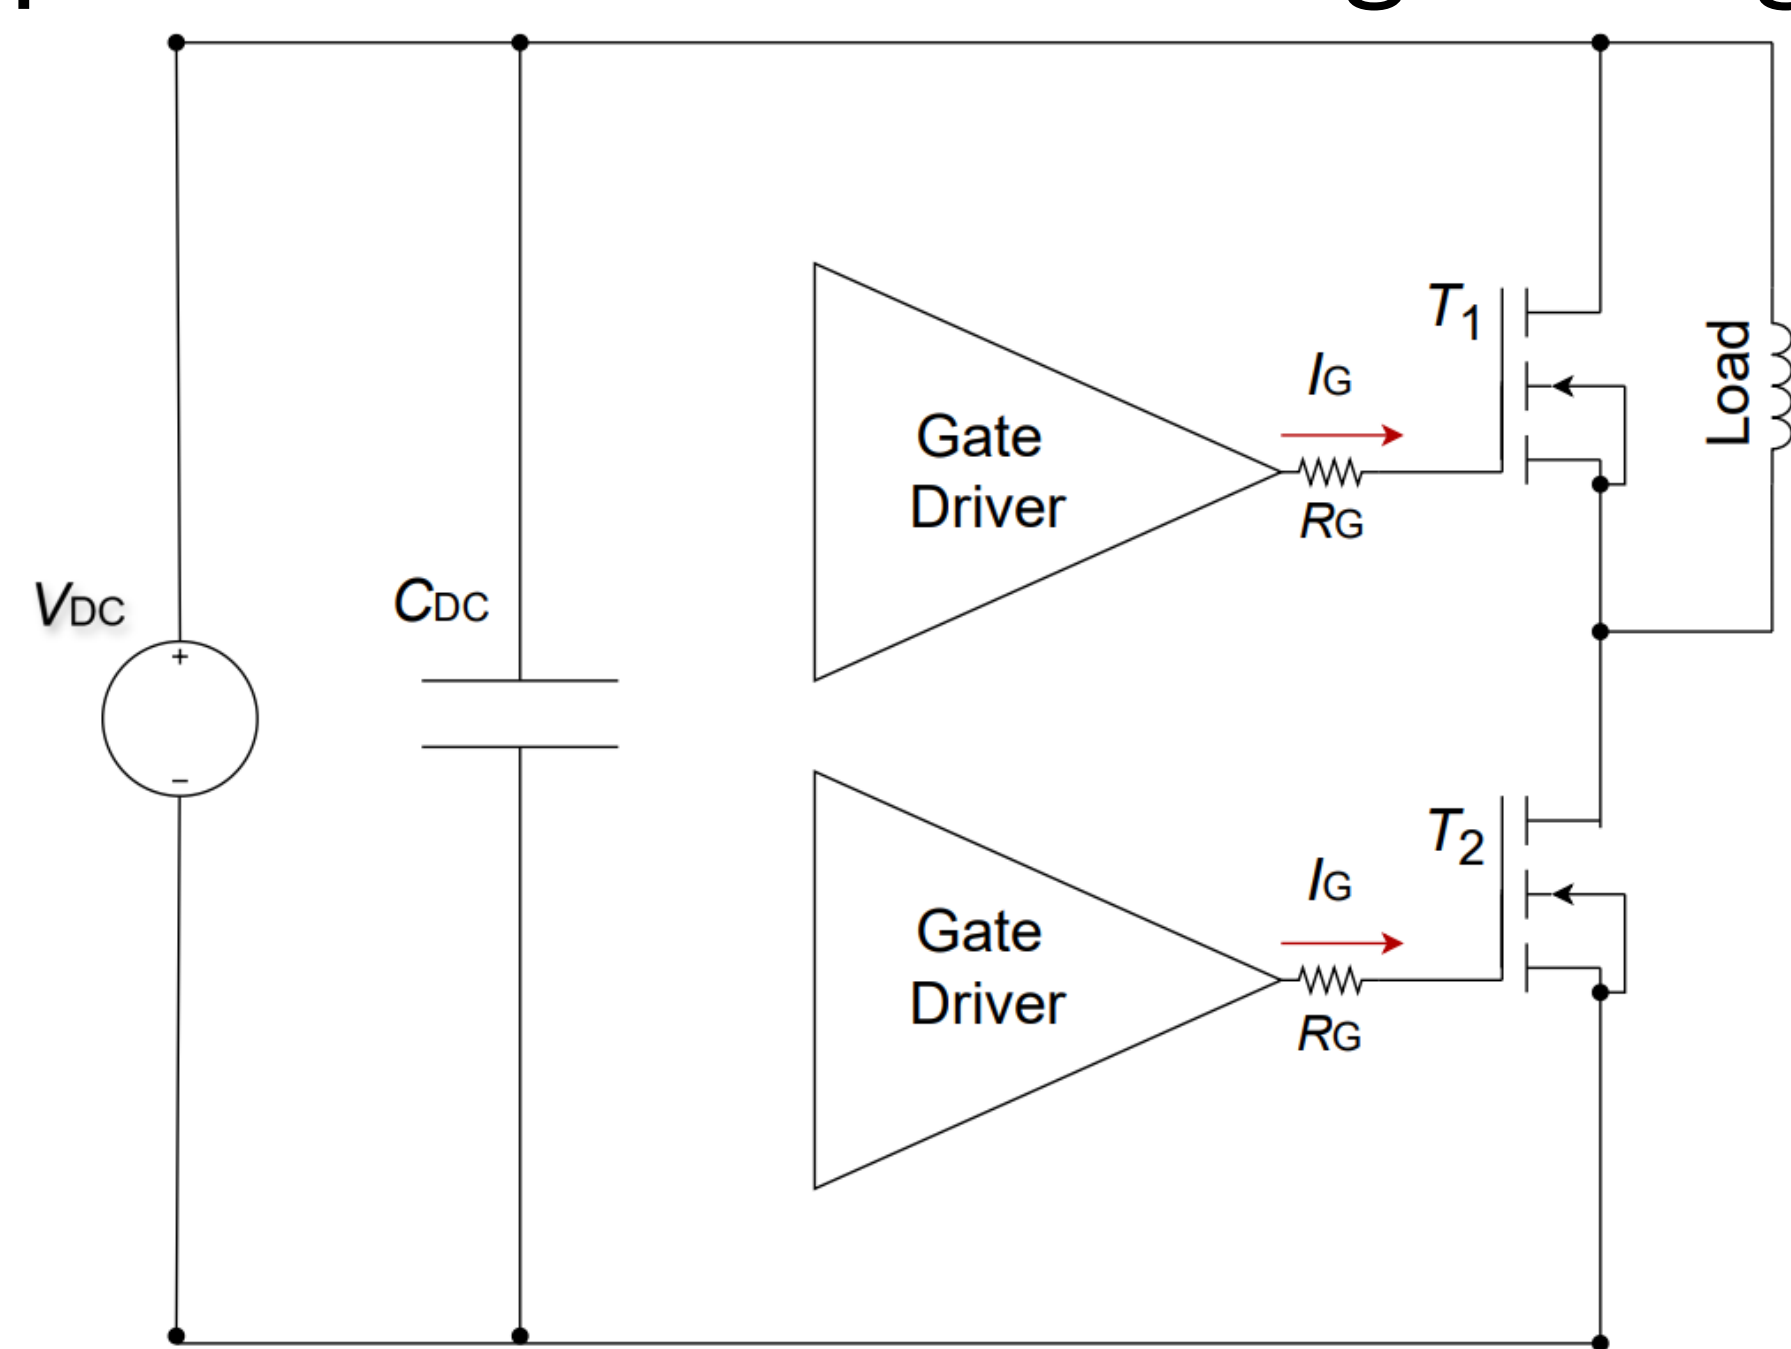 T1
IG
Load
Gate
Driver
RG
VDC
CDC
+
−
T2
IG
Gate
Driver
RG